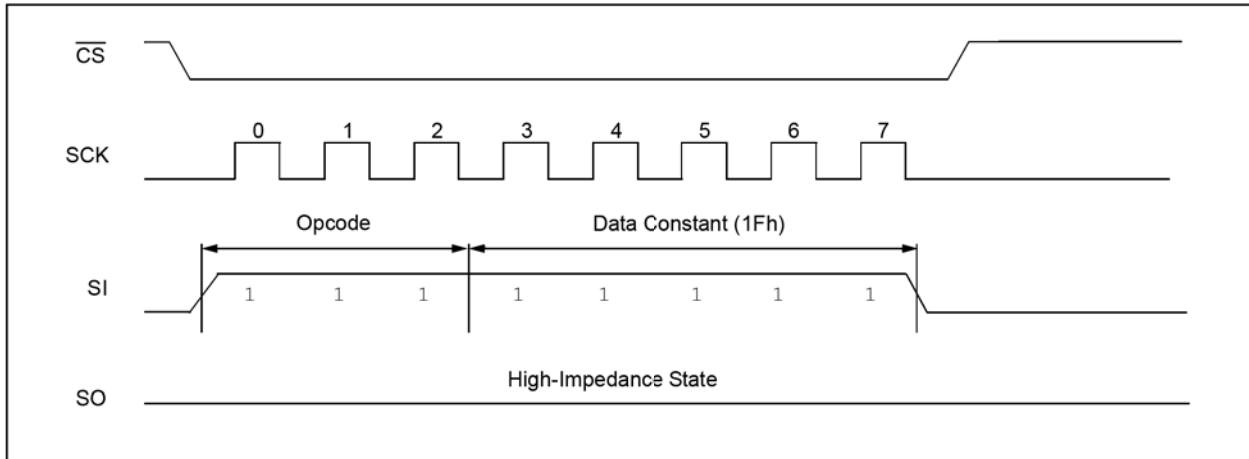 CS
0 1 2 3 4 5 6 7
SCK
Opcode Data Constant (1Fh)
SI
1 1 1 1 1 1 1 1
High-Impedance State
SO